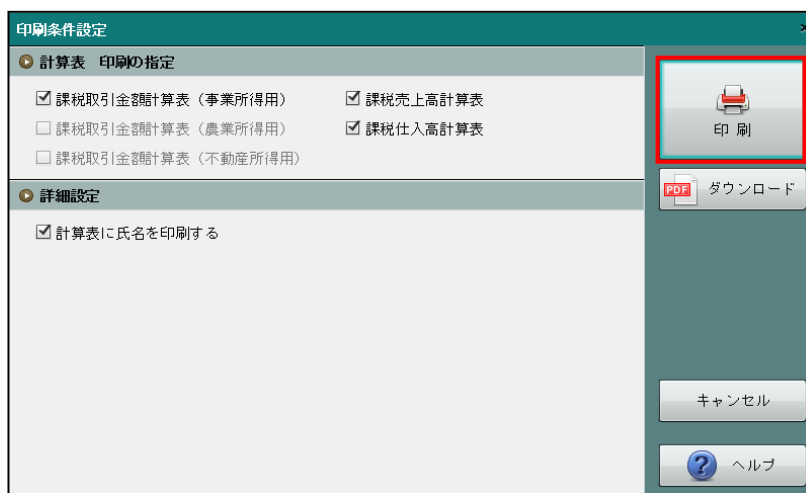 印刷条件設定
計算表　印刷の指定
課税取引金額計算表（事業所得用）
課税売上高計算表
課税取引金額計算表（農業所得用）
課税仕入高計算表
課税取引金額計算表（不動産所得用）
詳細設定
計算表に氏名を印刷する
印 刷
PDF ダウンロード
キャンセル
? ヘルプ